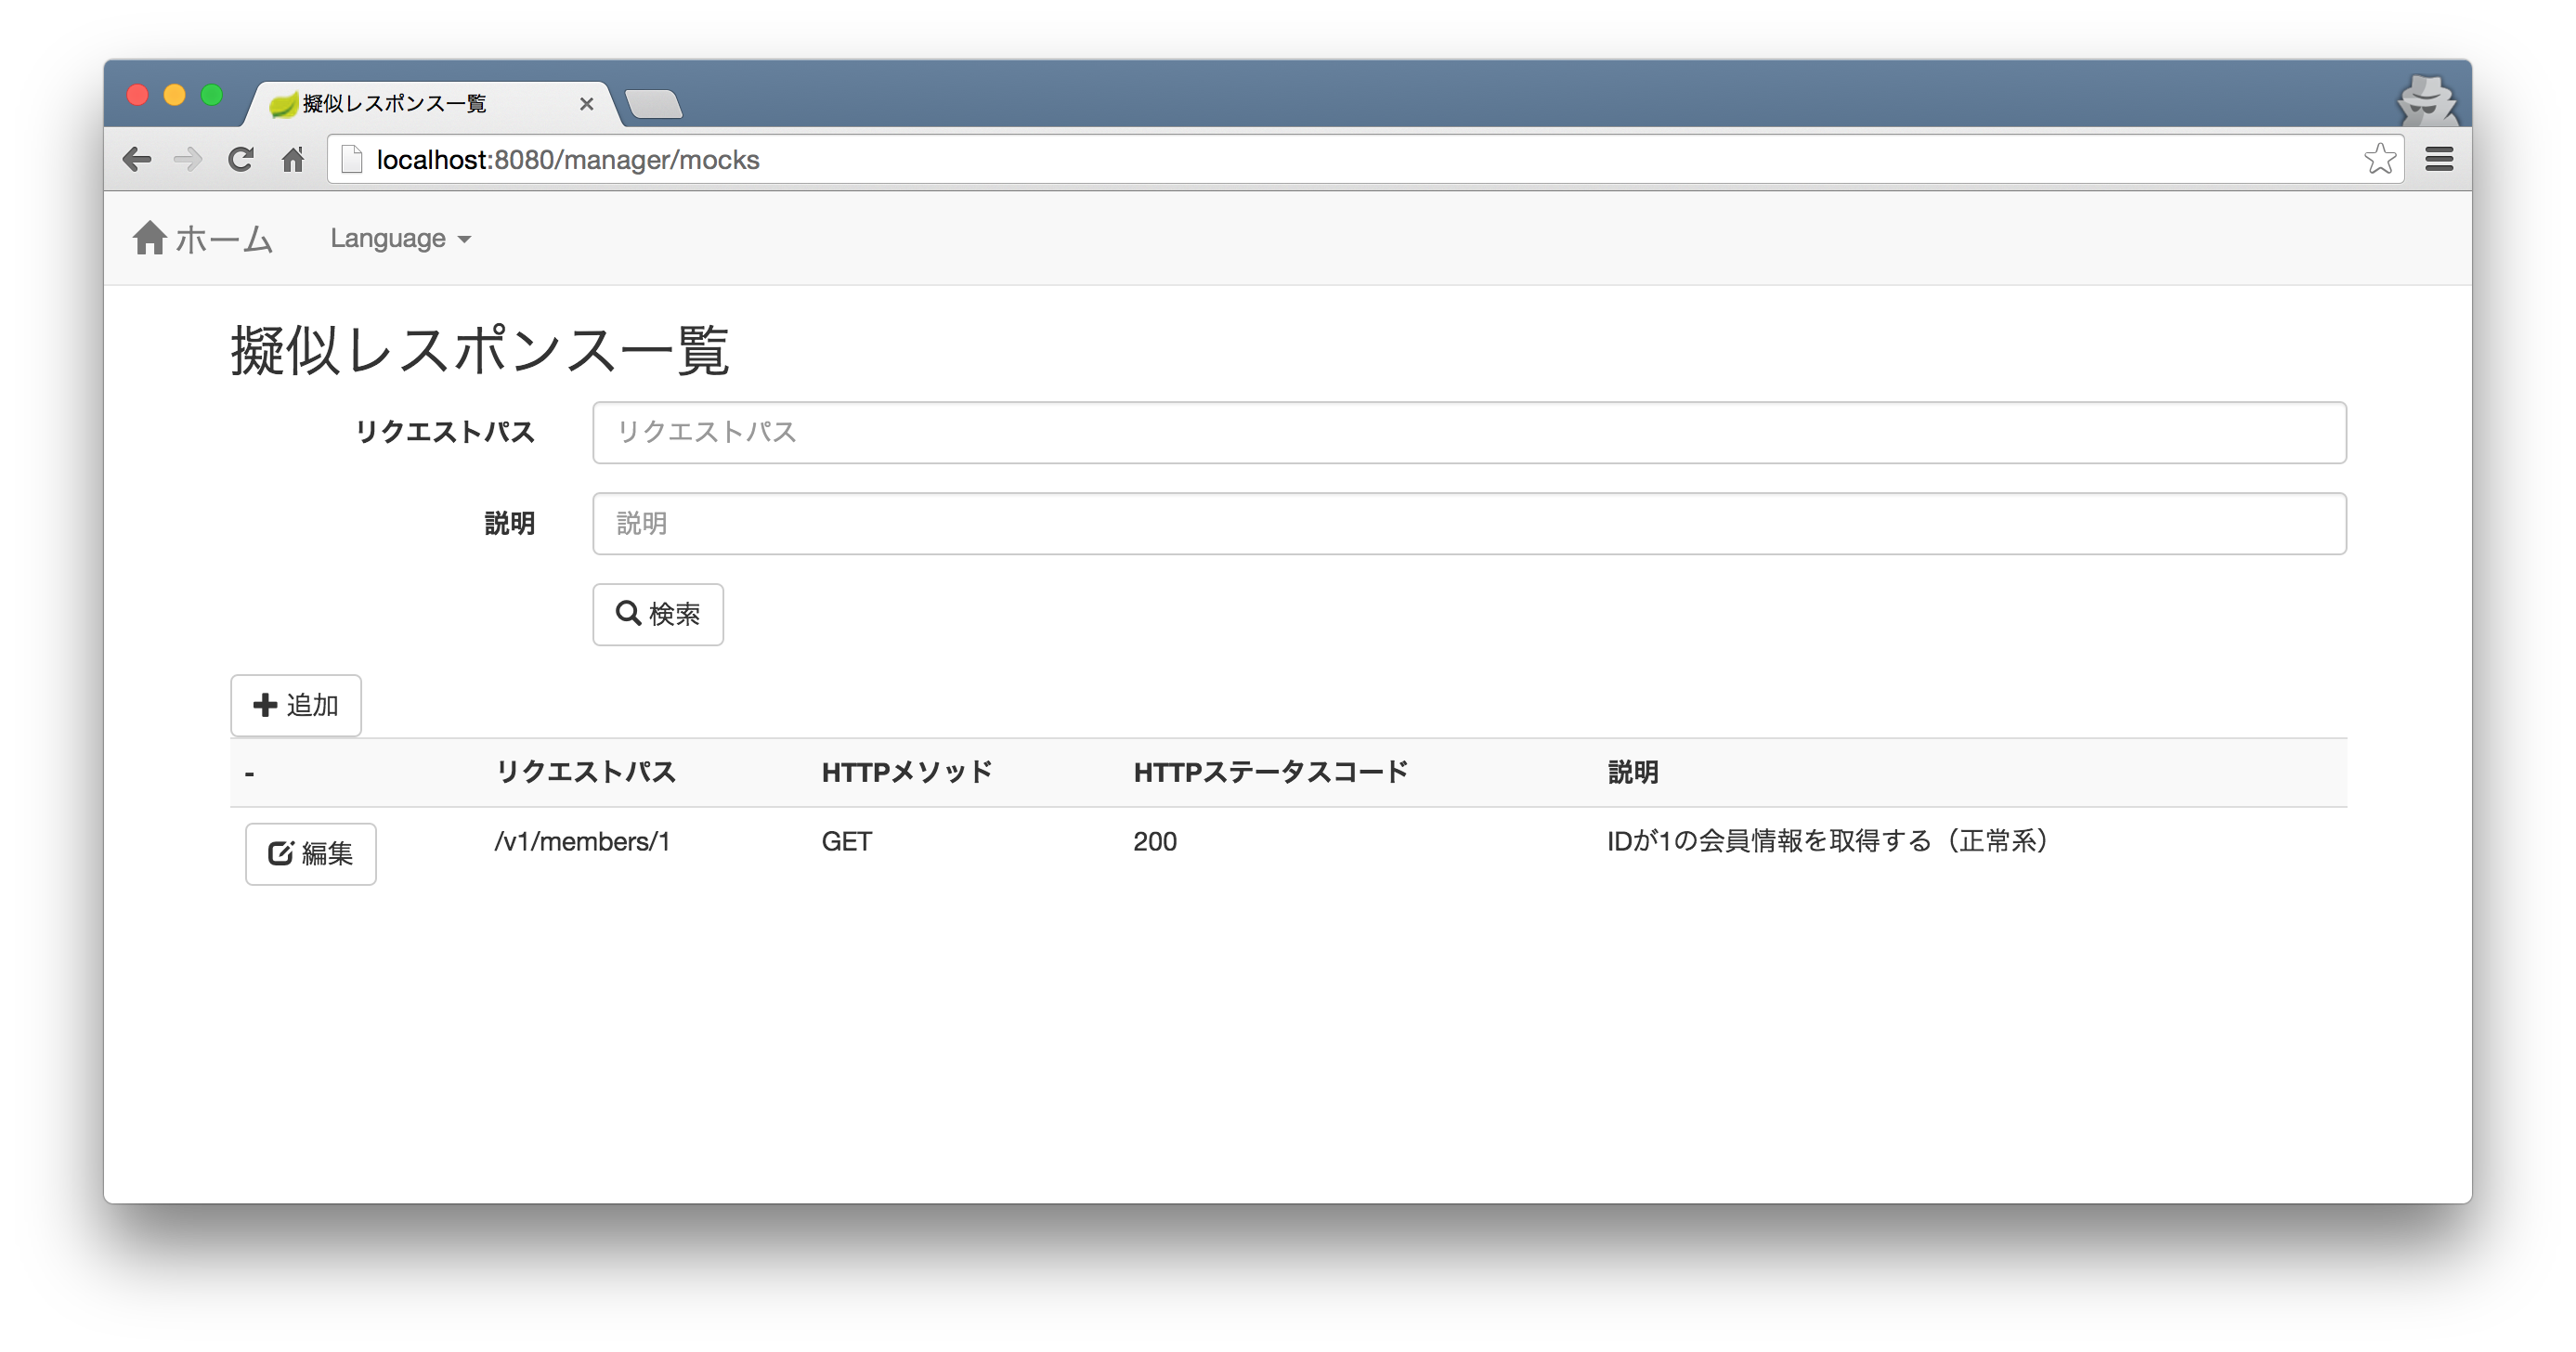 擬似レスポンス一覧
localhost:8080/manager/mocks
ホーム Language
擬似レスポンス一覧
リクエストパス リクエストパス
説明 説明
検索
追加
- リクエストパス HTTPメソッド HTTPステータスコード 説明
編集 /v1/members/1 GET 200 IDが1の会員情報を取得する（正常系）